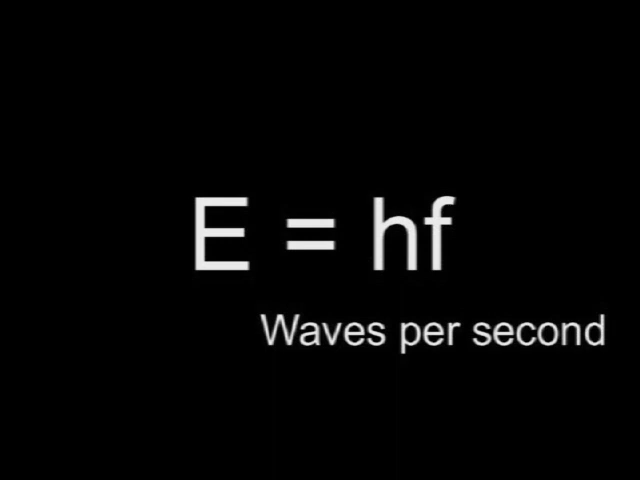 E = hf
Waves per second